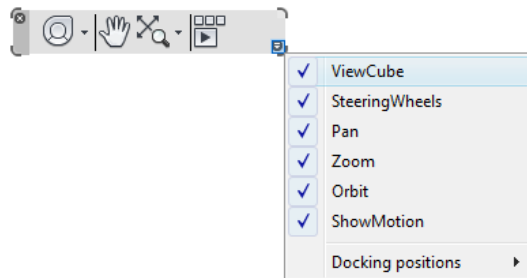 ViewCube
SteeringWheels
Pan
Zoom
Orbit
ShowMotion
Docking positions